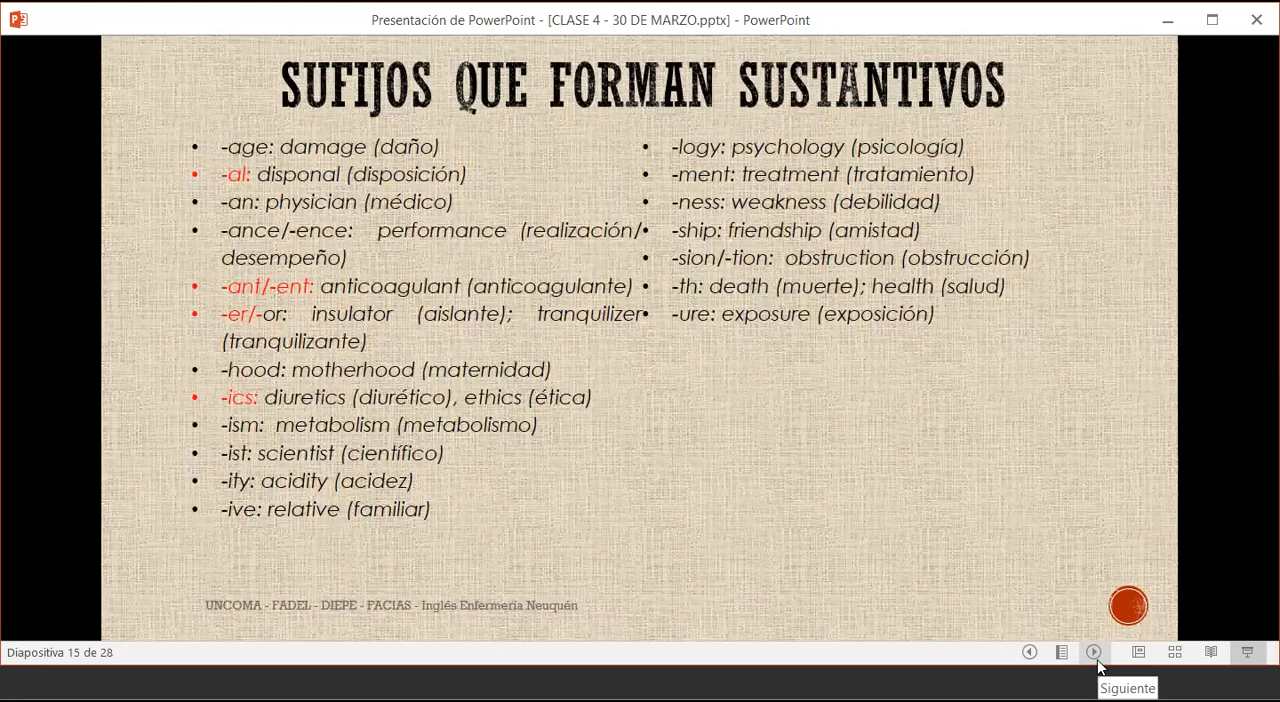 Presentación de PowerPoint - [CLASE 4 - 30 DE MARZO.pptx] - PowerPoint
SUFIJOS QUE FORMAN SUSTANTIVOS
• -age: damage (daño)
• -al: disponal (disposición)
• -an: physician (médico)
• -ance/-ence: performance (realización/
desempeño)
• -ant/-ent: anticoagulant (anticoagulante)
• -er/-or: insulator (aislante); tranquilizer
(tranquilizante)
• -hood: motherhood (maternidad)
• -ics: diuretics (diurético), ethics (ética)
• -ism: metabolism (metabolismo)
• -ist: scientist (científico)
• -ity: acidity (acidez)
• -ive: relative (familiar)
• -logy: psychology (psicología)
• -ment: treatment (tratamiento)
• -ness: weakness (debilidad)
• -ship: friendship (amistad)
• -sion/-tion: obstruction (obstrucción)
• -th: death (muerte); health (salud)
• -ure: exposure (exposición)
UNCOMA - FADEL - DIEPE - FACIAS - Inglés Enfermería Neuquén
Diapositiva 15 de 28
Siguiente